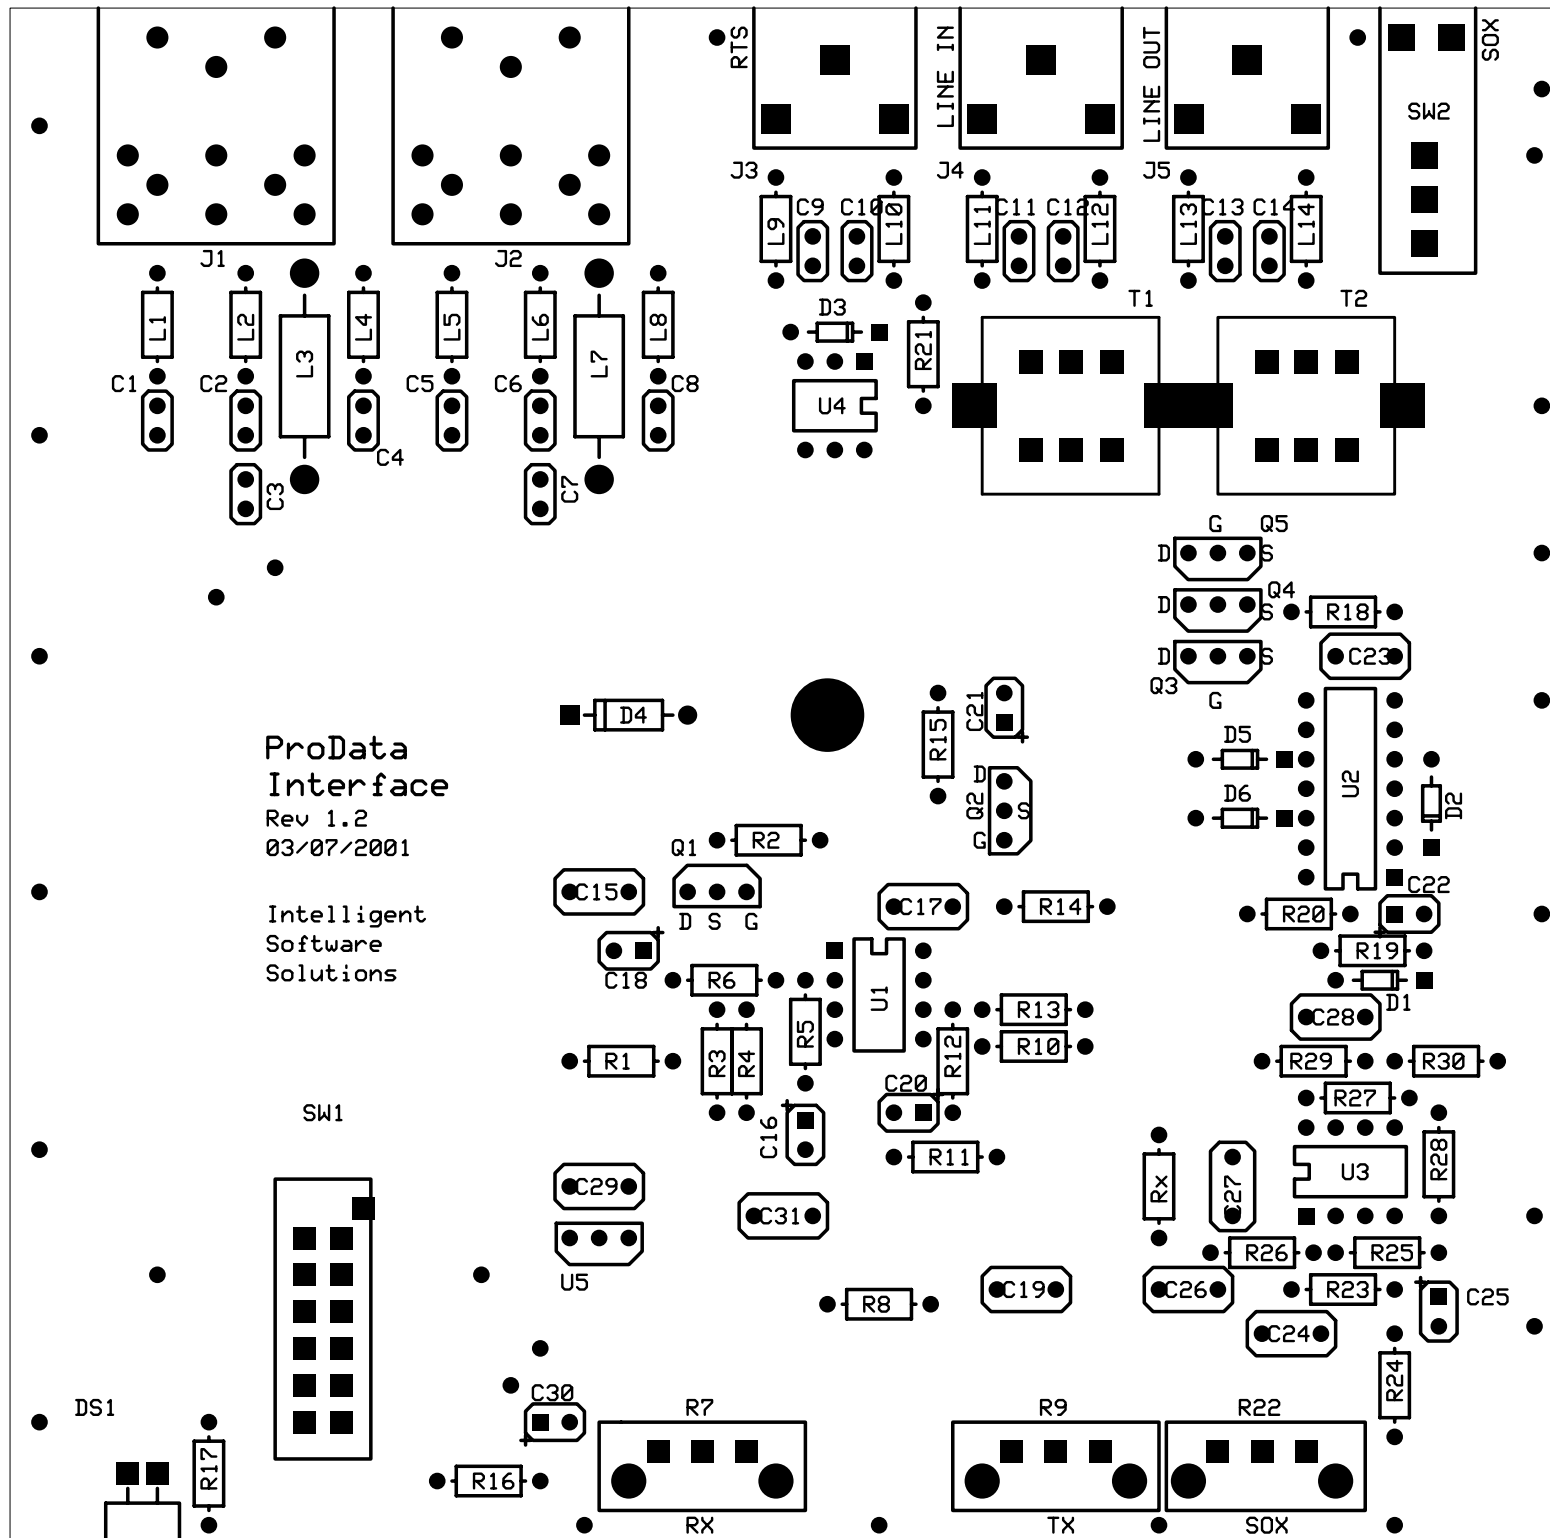 RTS
LINE IN
LINE OUT
SOX
SW2
J3
J4
J5
C9
C10
C11
C12
C13
C14
L9
L10
L11
L12
L13
L14
J1
J2
T1
T2
D3
L1
L2
L3
L4
L5
L6
L7
L8
R21
C1
C2
C5
C6
C8
U4
C4
C3
C7
G
Q5
D
S
Q4
D
S
R18
D
S
C23
Q3
G
D4
C21
R15
D5
ProData
Interface
Rev 1.2
03/07/2001
D
Q2
S
G
U2
D6
D2
Q1
R2
C15
C17
R14
C22
R20
D
S
G
Intelligent
Software
Solutions
C18
R6
U1
R19
D1
R5
R13
C28
R3
R4
R12
R10
R1
R29
R30
C20
R27
SW1
C16
R11
R28
Rx
U3
C29
C27
C31
R26
R25
U5
R8
C19
C26
R23
C25
C24
C30
R24
DS1
R7
R9
R22
R17
R16
RX
TX
SOX